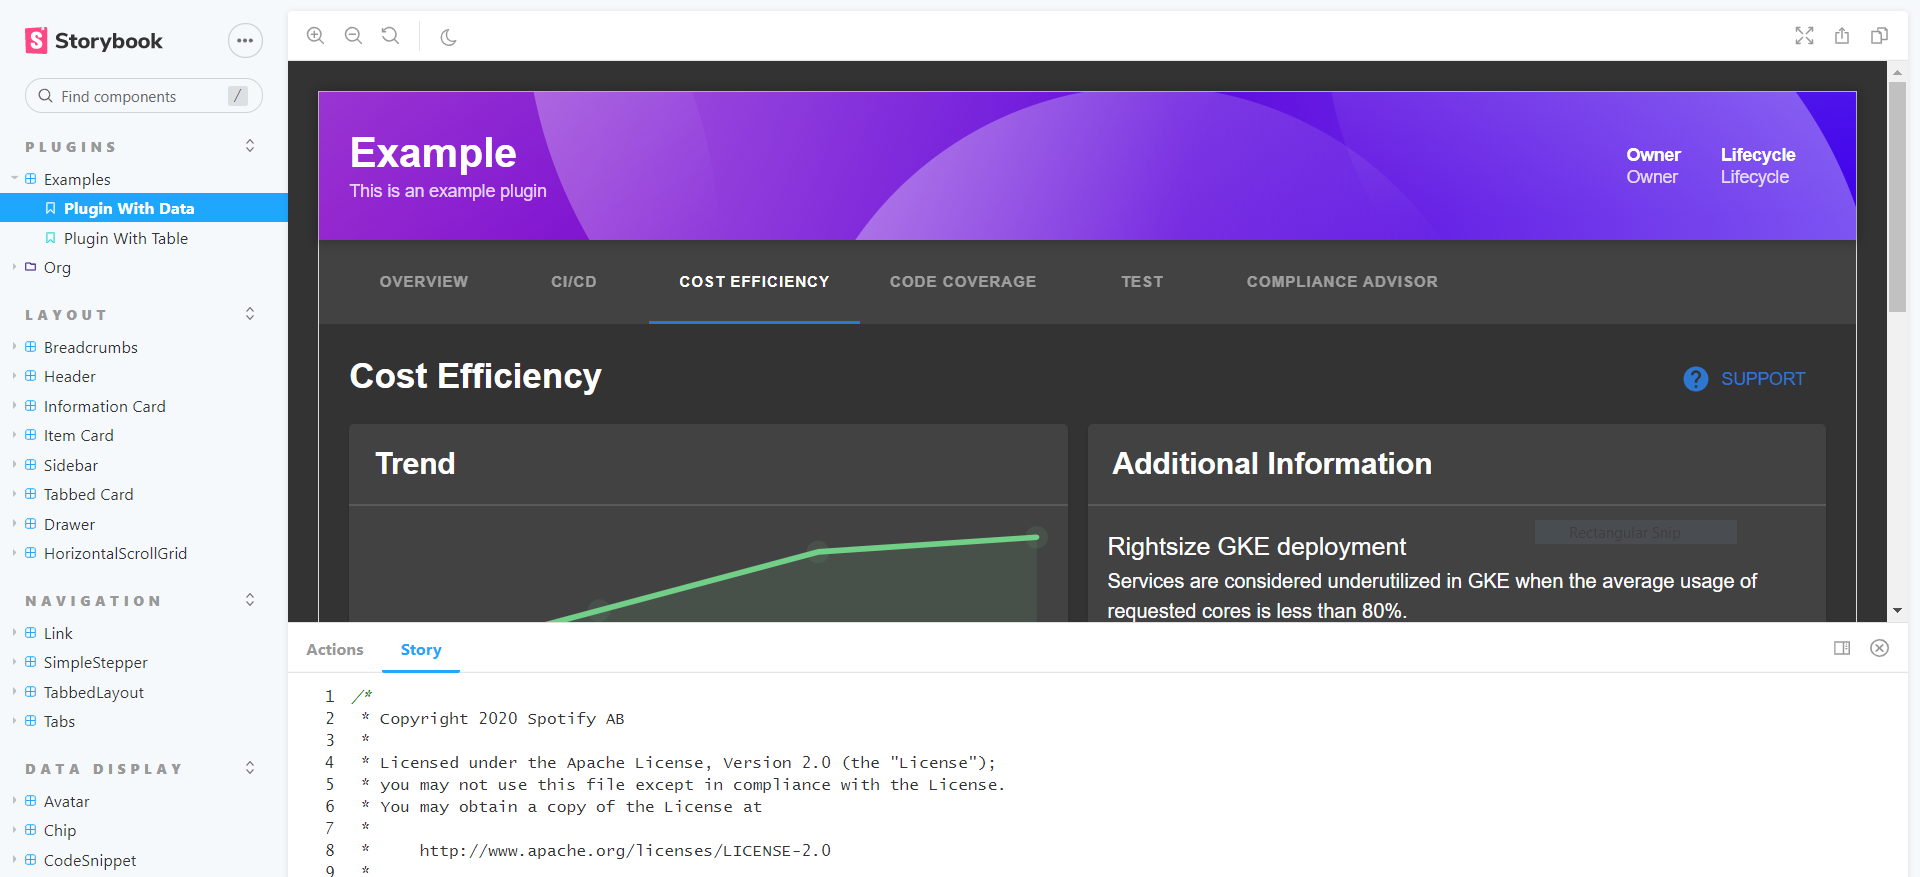 Storybook
Find components /
PLUGINS
Examples
Plugin With Data
Plugin With Table
Org
LAYOUT
Breadcrumbs
Header
Information Card
Item Card
Sidebar
Tabbed Card
Drawer
HorizontalScrollGrid
NAVIGATION
Link
SimpleStepper
TabbedLayout
Tabs
DATA DISPLAY
Avatar
Chip
CodeSnippet
Example
This is an example plugin
Owner Lifecycle
Owner Lifecycle
OVERVIEW CI/CD COST EFFICIENCY CODE COVERAGE TEST COMPLIANCE ADVISOR
Cost Efficiency
? SUPPORT
Trend
Additional Information
Rectangular Snip
Rightsize GKE deployment
Services are considered underutilized in GKE when the average usage of
requested cores is less than 80%.
Actions Story
1 /*
2 * Copyright 2020 Spotify AB
3 *
4 * Licensed under the Apache License, Version 2.0 (the "License");
5 * you may not use this file except in compliance with the License.
6 * You may obtain a copy of the License at
7 *
8 * http://www.apache.org/licenses/LICENSE-2.0
9 *